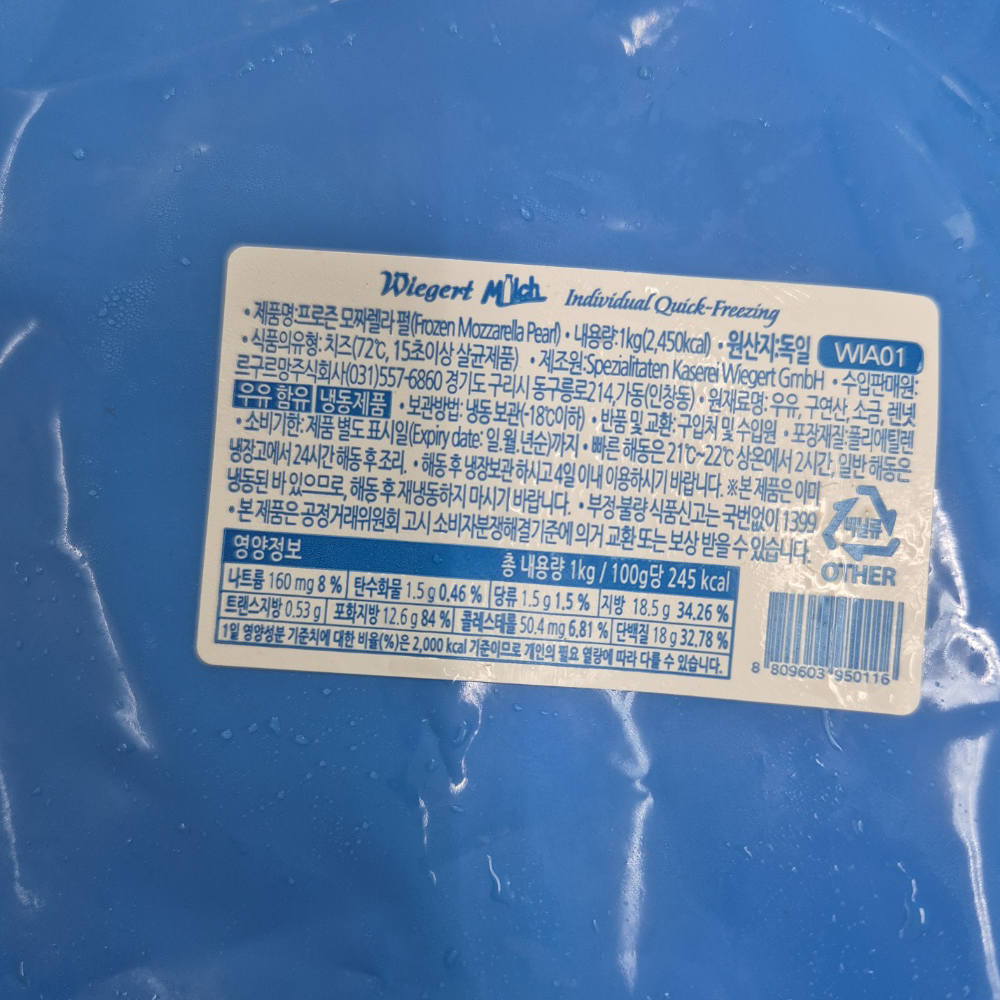 Wiegert Milch Individual Quick-Freezing
• 제품명:프로즌 모짜렐라 펄(Frozen Mozzarella Pearl) • 내용량:1kg(2,450kcal) • 원산지:독일 WIA01
• 식품의유형: 치즈(72℃, 15초이상 살균제품) • 제조원:Spezialitaten Kaserei Wiegert GmbH • 수입판매원:
르구르망주식회사(031)557-6860 경기도 구리시 동구릉로214,가동(인창동) • 원재료명: 우유, 구연산, 소금, 렌넷
우유 함유 냉동제품 • 보관방법: 냉동 보관(-18℃이하) • 반품 및 교환: 구입처 및 수입원 • 포장재질:폴리에틸렌
• 소비기한: 제품 별도 표시일(Expiry date: 일.월.년순)까지 • 빠른 해동은 21℃~22℃ 상온에서 2시간, 일반 해동은
냉장고에서 24시간 해동 후 조리. • 해동 후 냉장보관 하시고 4일 이내 이용하시기 바랍니다. ※본 제품은 이미
냉동된 바 있으므로, 해동 후 재냉동하지 마시기 바랍니다. • 부정·불량 식품신고는 국번없이 1399
• 본 제품은 공정거래위원회 고시 소비자분쟁해결기준에 의거 교환 또는 보상 받을 수 있습니다.
비닐류
OTHER
영양정보 총 내용량 1kg / 100g당 245 kcal
나트륨 160 mg 8 % 탄수화물 1.5 g 0.46 % 당류 1.5 g 1.5 % 지방 18.5 g 34.26 %
트랜스지방 0.53 g 포화지방 12.6 g 84 % 콜레스테롤 50.4 mg 6.81 % 단백질 18 g 32.78 %
1일 영양성분 기준치에 대한 비율(%)은 2,000 kcal 기준이므로 개인의 필요 열량에 따라 다를 수 있습니다.
8 809603 950116